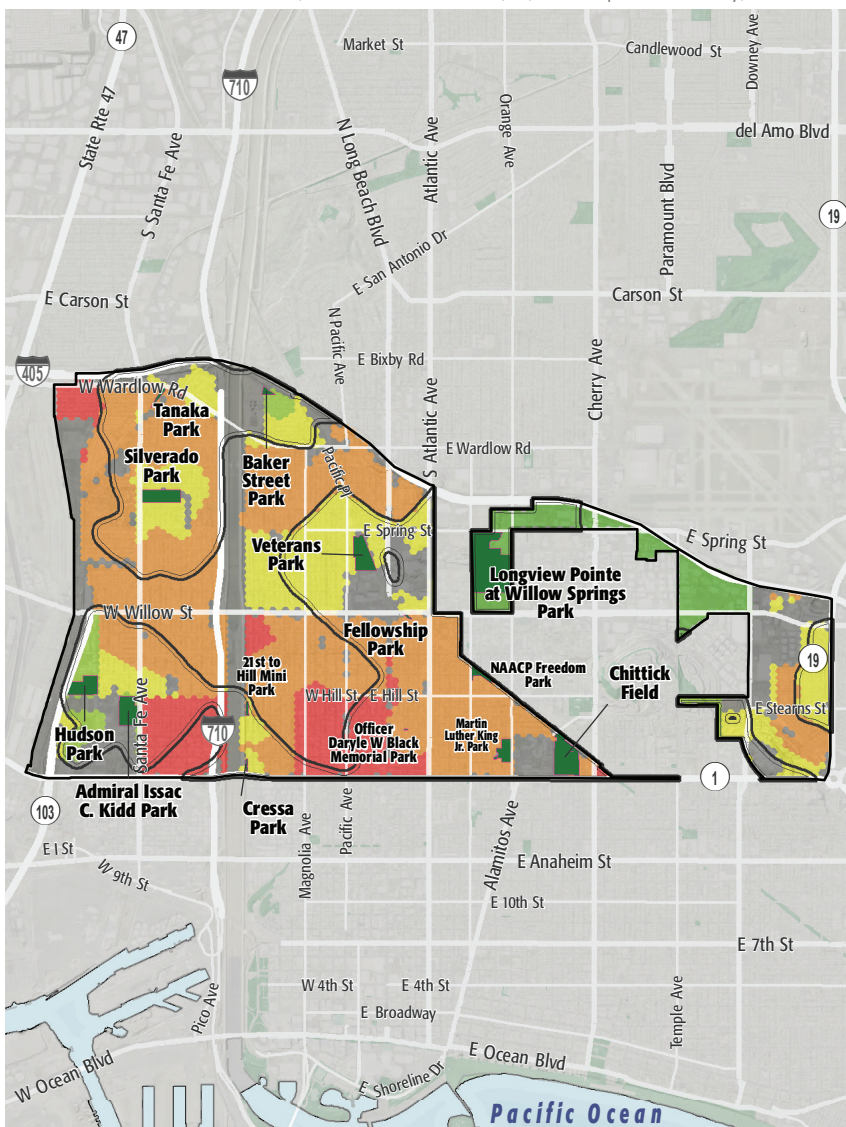 47
Market St
Candlewood St
Downey Ave
710
State Rte 47
S Santa Fe Ave
N Long Beach Blvd
Atlantic Ave
Orange Ave
del Amo Blvd
Paramount Blvd
19
E San Antonio Dr
E Carson St
Carson St
N Pacific Ave
E Bixby Rd
Cherry Ave
405
W Wardlow Rd
Tanaka
Park
S Atlantic Ave
E Wardlow Rd
Silverado
Park
Baker
Street
Park
Pacific Pl
E Spring St
E Spring St
Veterans
Park
Longview Pointe
at Willow Springs
Park
W Willow St
Fellowship
Park
21st to
Hill Mini
Park
NAACP Freedom
Park
19
Chittick
Field
W Hill St
E Hill St
Santa Fe Ave
E Stearns St
Hudson
Park
710
Officer
Daryle W Black
Memorial Park
Martin
Luther King
Jr. Park
1
Admiral Issac
C. Kidd Park
Cressa
Park
103
Magnolia Ave
Pacific Ave
Alamitos Ave
E I St
W 9th St
E Anaheim St
E 10th St
E 7th St
Pico Ave
W 4th St
E 4th St
Temple Ave
E Broadway
W Ocean Blvd
E Ocean Blvd
E Shoreline Dr
Pacific Ocean